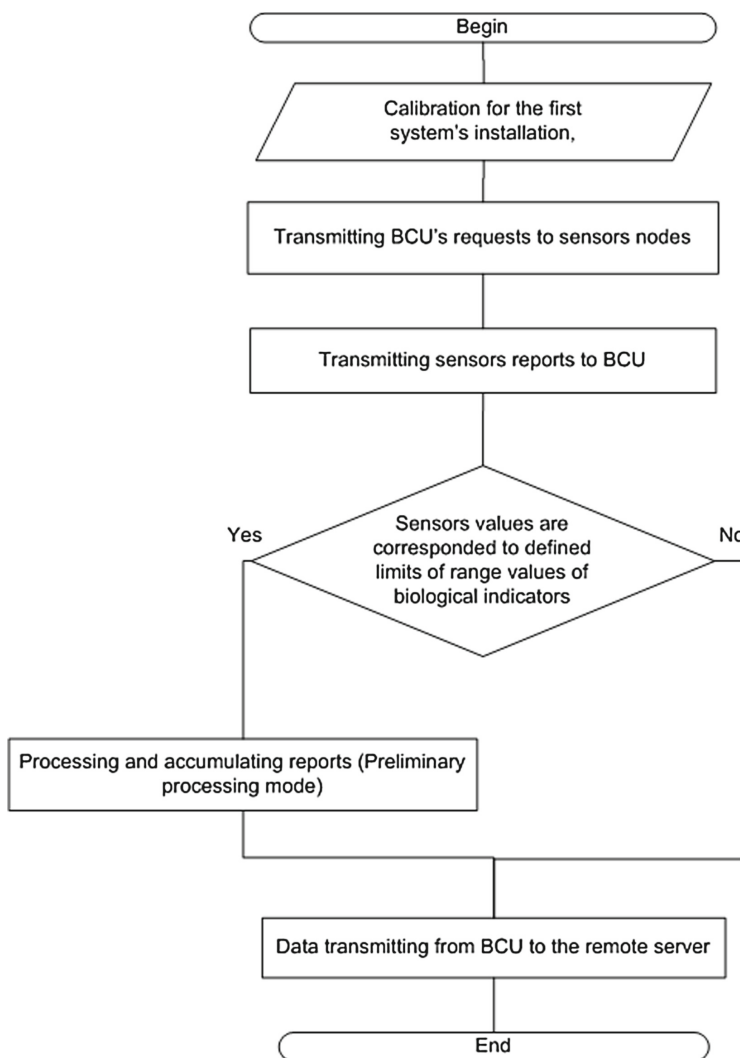 Begin
Calibration for the first
system's installation,
Transmitting BCU's requests to sensors nodes
Transmitting sensors reports to BCU
Yes
Sensors values are
corresponded to defined
limits of range values of
biological indicators
No
Processing and accumulating reports (Preliminary
processing mode)
Data transmitting from BCU to the remote server
End